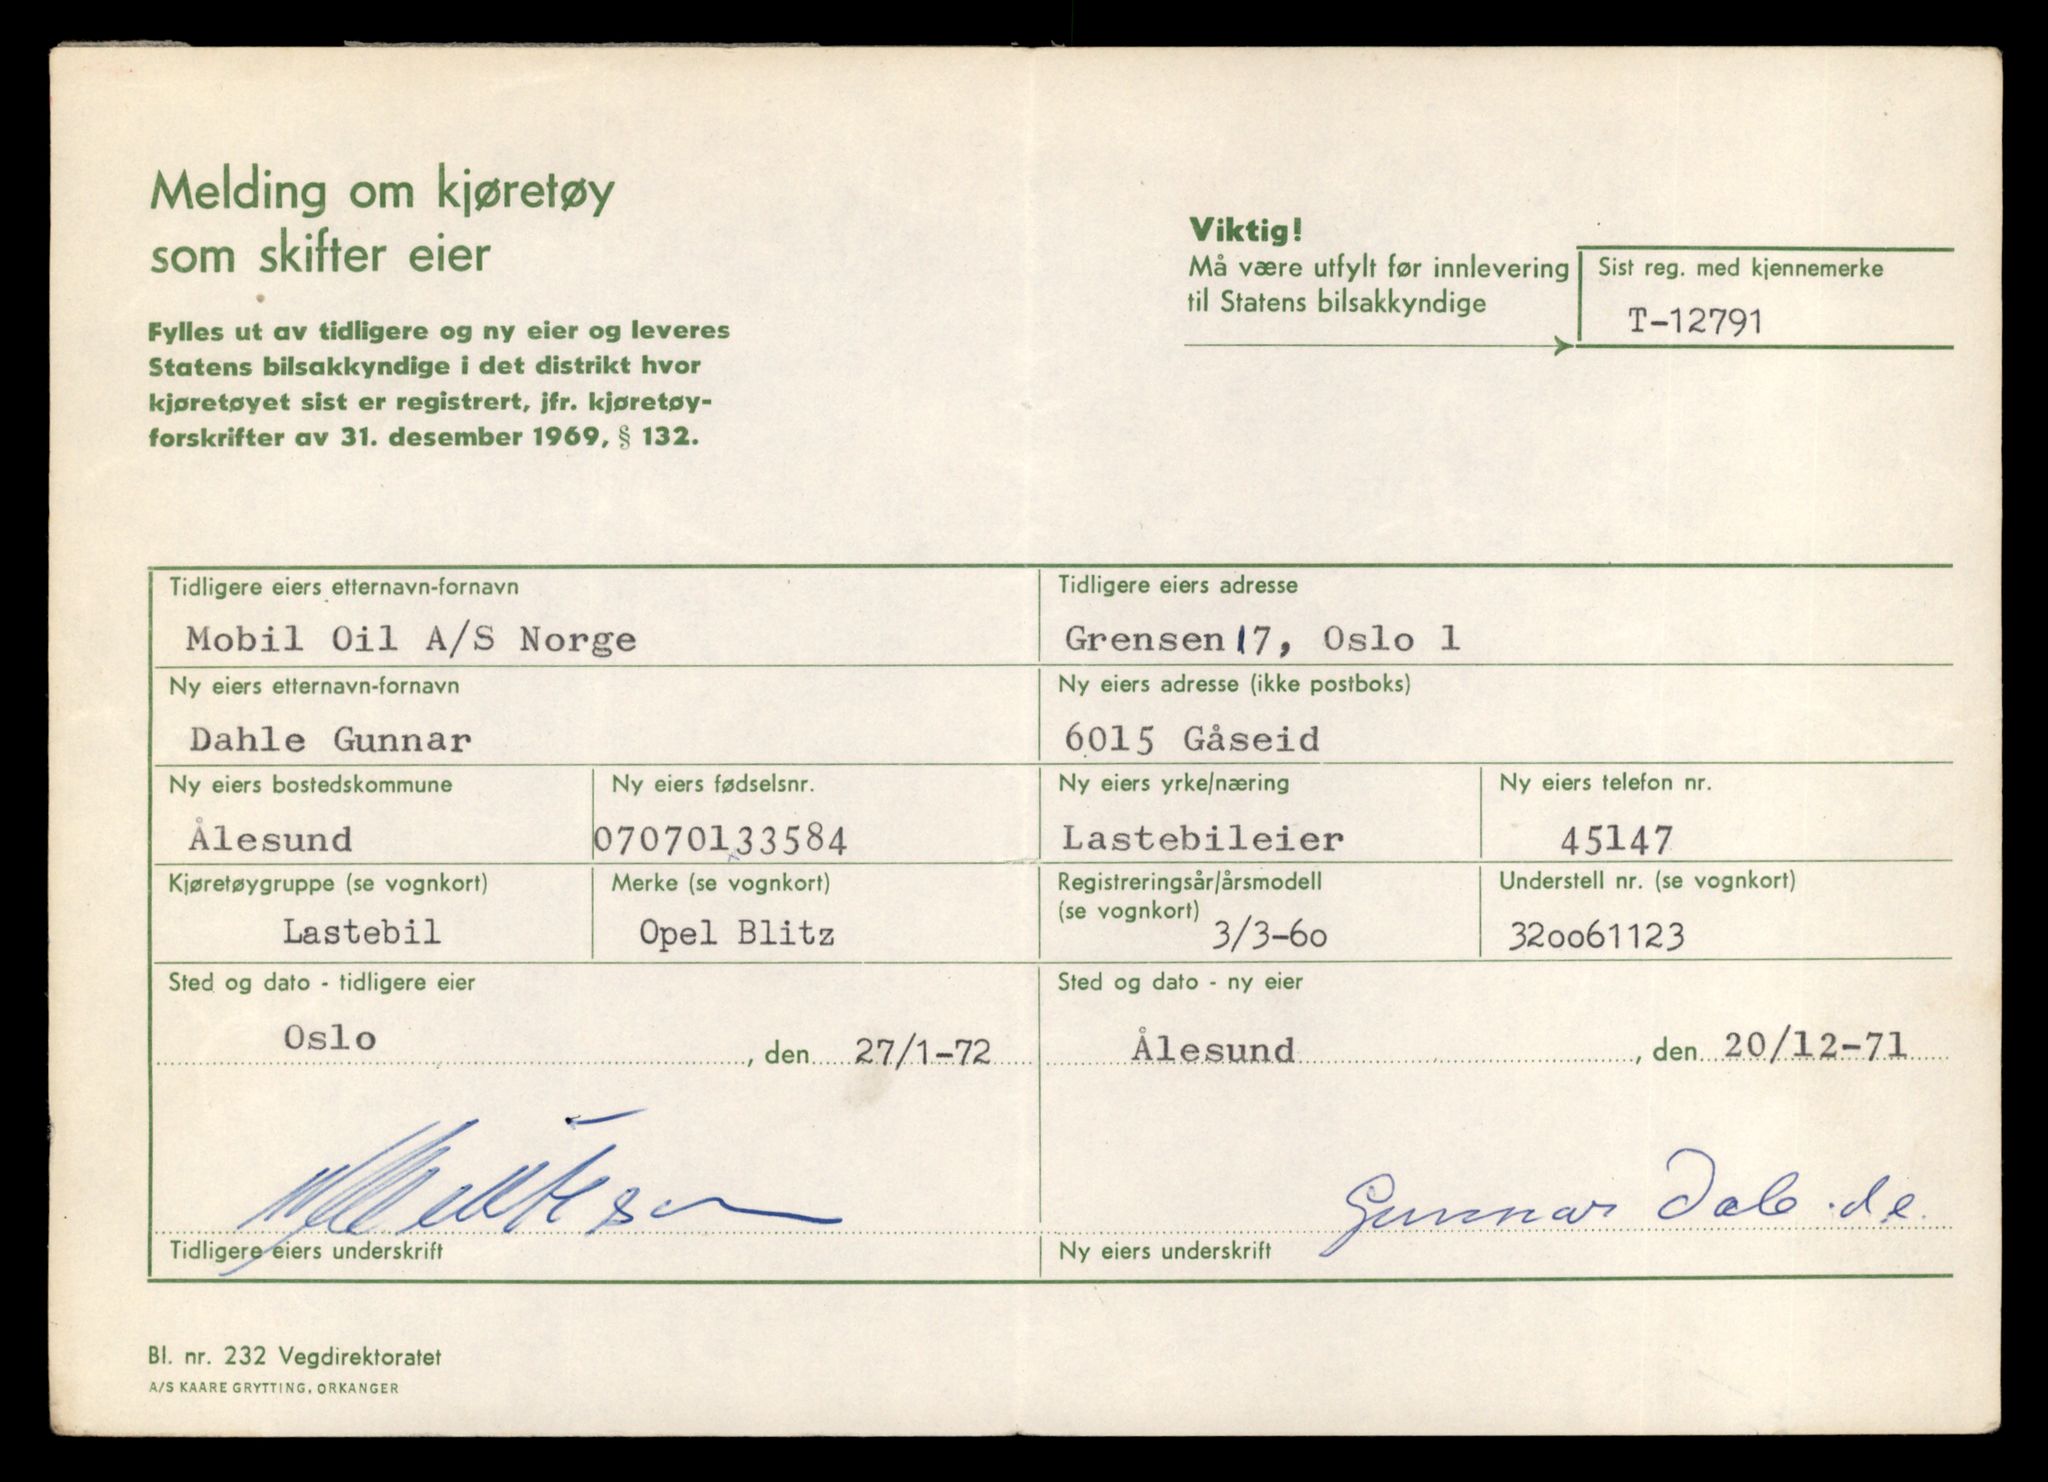 Melding om kjøretøy
som skifter eier
Fylles ut av tidligere og ny eier og leveres
Statens bilsakkyndige i det distrikt hvor
kjøretøyet sist er registrert, jfr. kjøretøy-
forskrifter av 31. desember 1969, § 132.
Viktig!
Må være utfylt før innlevering
til Statens bilsakkyndige
Sist reg. med kjennemerke
T-12791
Tidligere eiers etternavn-fornavn
Mobil Oil A/S Norge
Tidligere eiers adresse
Grensen 17, Oslo 1
Ny eiers etternavn-fornavn
Dahle Gunnar
Ny eiers adresse (ikke postboks)
6015 Gåseid
Ny eiers bostedskommune
Ålesund
Ny eiers fødselsnr.
07070133584
Ny eiers yrke/næring
Lastebileier
Ny eiers telefon nr.
45147
Kjøretøygruppe (se vognkort)
Lastebil
Merke (se vognkort)
Opel Blitz
Registreringsår/årsmodell
(se vognkort)
3/3-60
Understell nr. (se vognkort)
320061123
Sted og dato - tidligere eier
Oslo, den 27/1-72
Sted og dato - ny eier
Ålesund, den 20/12-71
Tidligere eiers underskrift
Gunnar
Ny eiers underskrift
Bl. nr. 232 Vegdirektoratet
A/S KAARE GRYTTING, ORKANGER